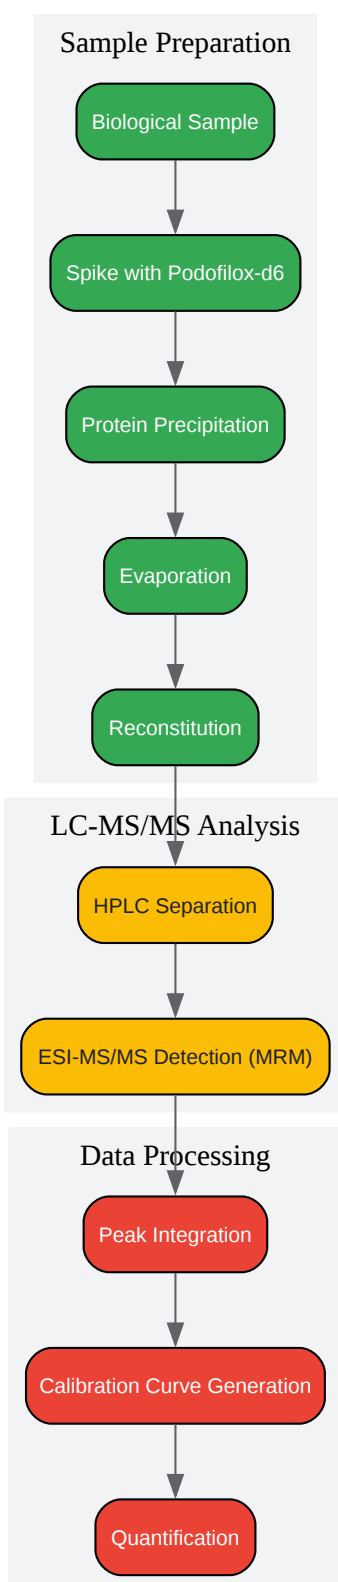 Sample Preparation
Biological Sample
Spike with Podofilox-d6
Protein Precipitation
Evaporation
Reconstitution
LC-MS/MS Analysis
HPLC Separation
ESI-MS/MS Detection (MRM)
Data Processing
Peak Integration
Calibration Curve Generation
Quantification